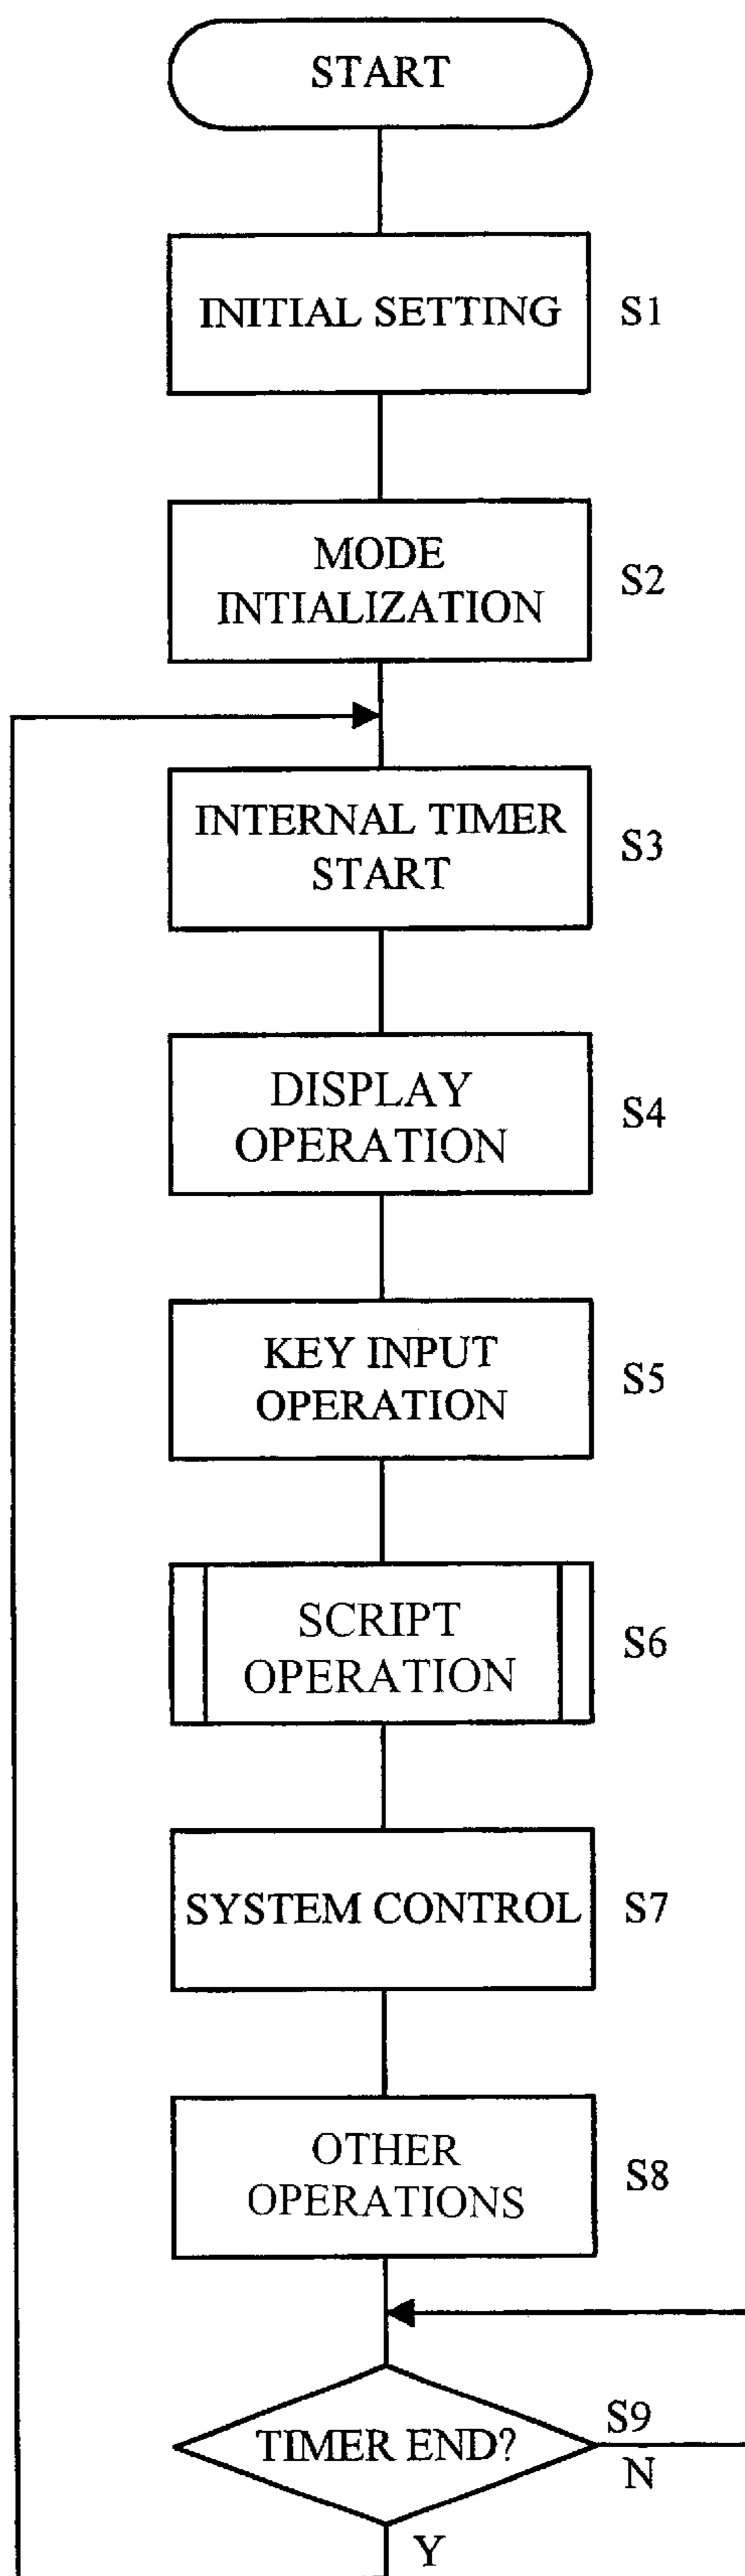 START
INITIAL SETTING
S1
MODE
INTIALIZATION
S2
INTERNAL TIMER
START
S3
DISPLAY
OPERATION
S4
KEY INPUT
OPERATION
S5
SCRIPT
OPERATION
S6
SYSTEM CONTROL
S7
OTHER
OPERATIONS
S8
TIMER END?
S9
N
Y